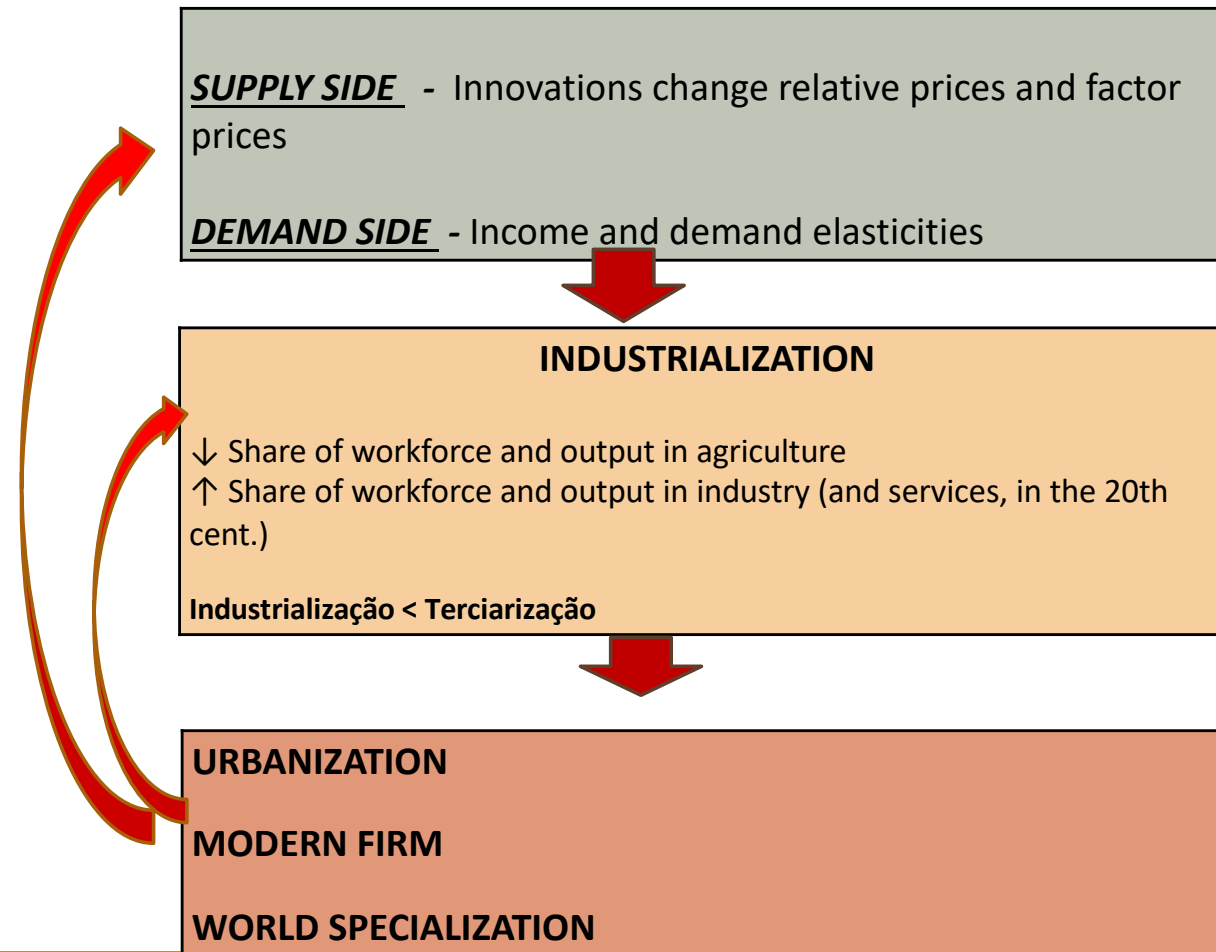 SUPPLY SIDE - Innovations change relative prices and factor
prices
DEMAND SIDE - Income and demand elasticities
INDUSTRIALIZATION
↓ Share of workforce and output in agriculture
↑ Share of workforce and output in industry (and services, in the 20th
cent.)
Industrialização < Terciarização
URBANIZATION
MODERN FIRM
WORLD SPECIALIZATION